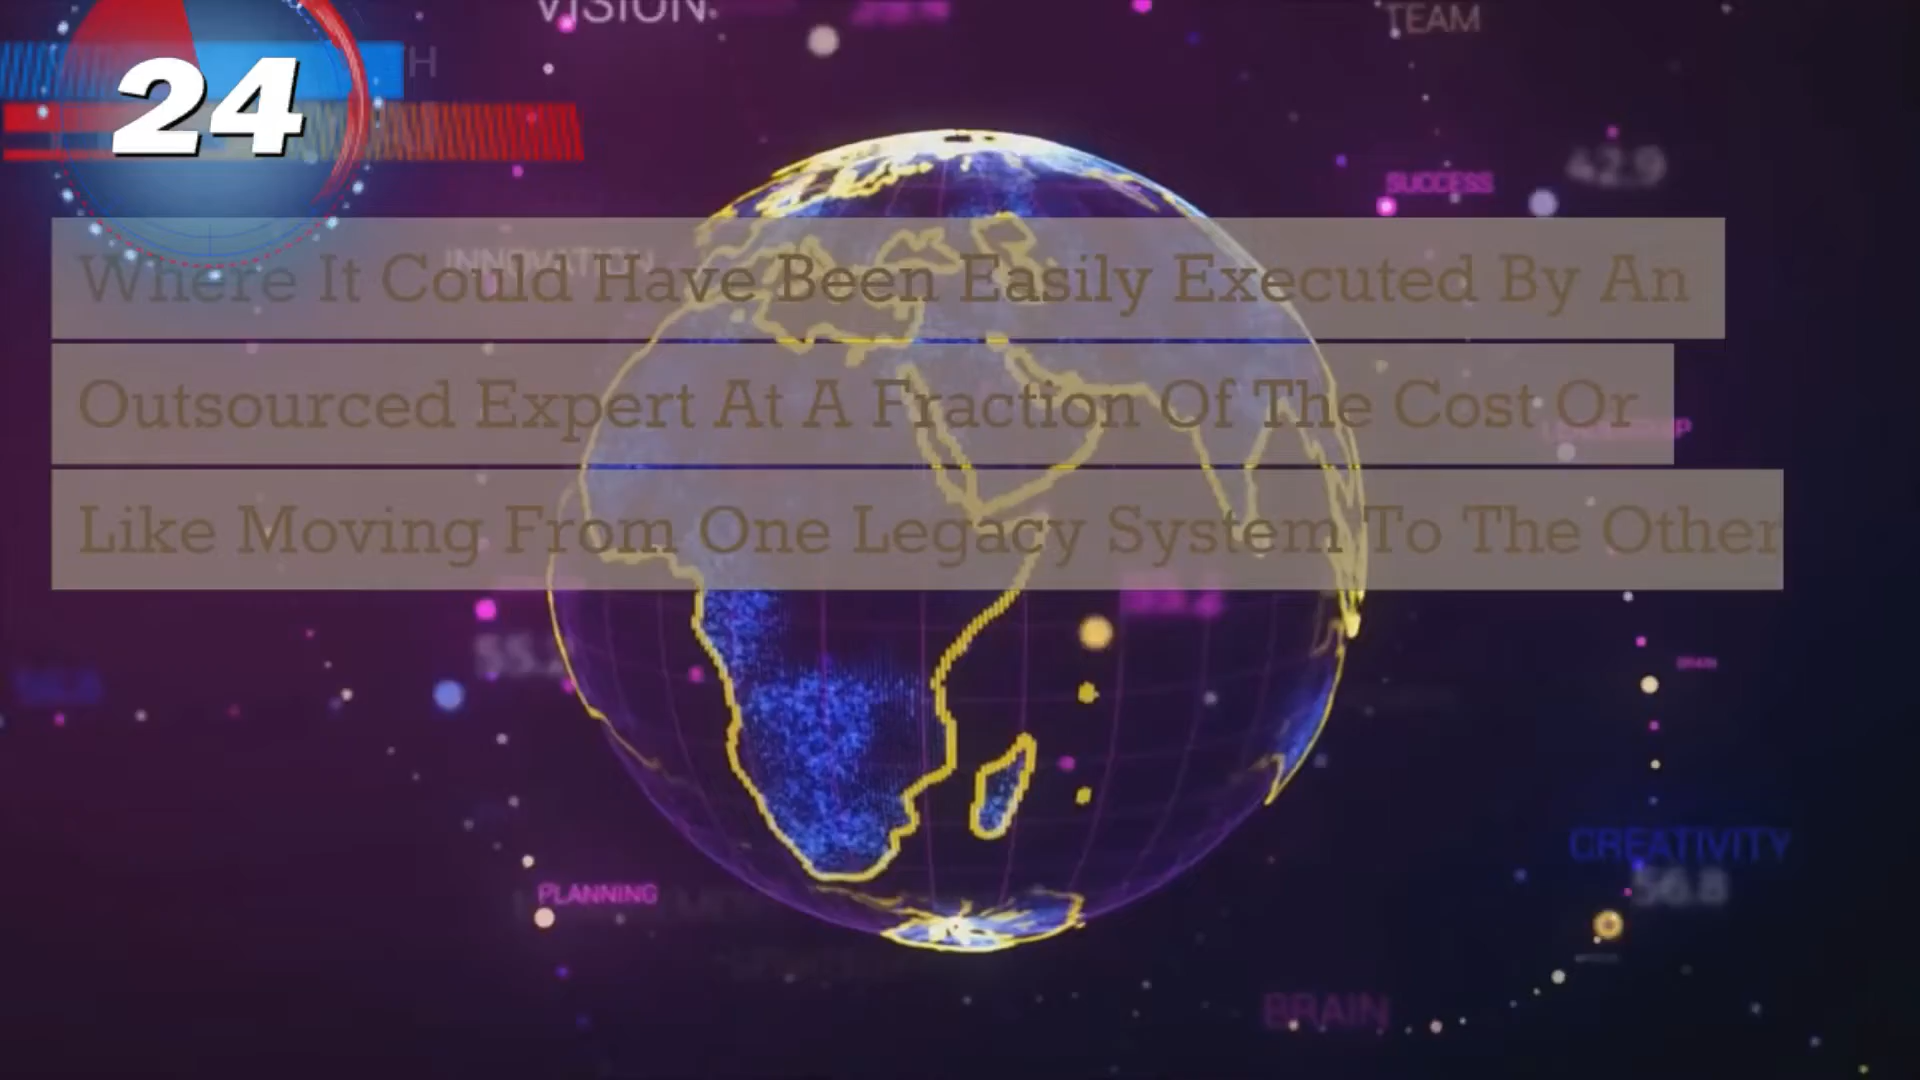 VISION.
TEAM
24
H
42.9
SUCCESS
INNOVATION
Where It Could Have Been Easily Executed By An
Outsourced Expert At A Fraction Of The Cost Or
Like Moving From One Legacy System To The Other
BRAIN
PLANNING
CREATIVITY
56.8
BRAIN